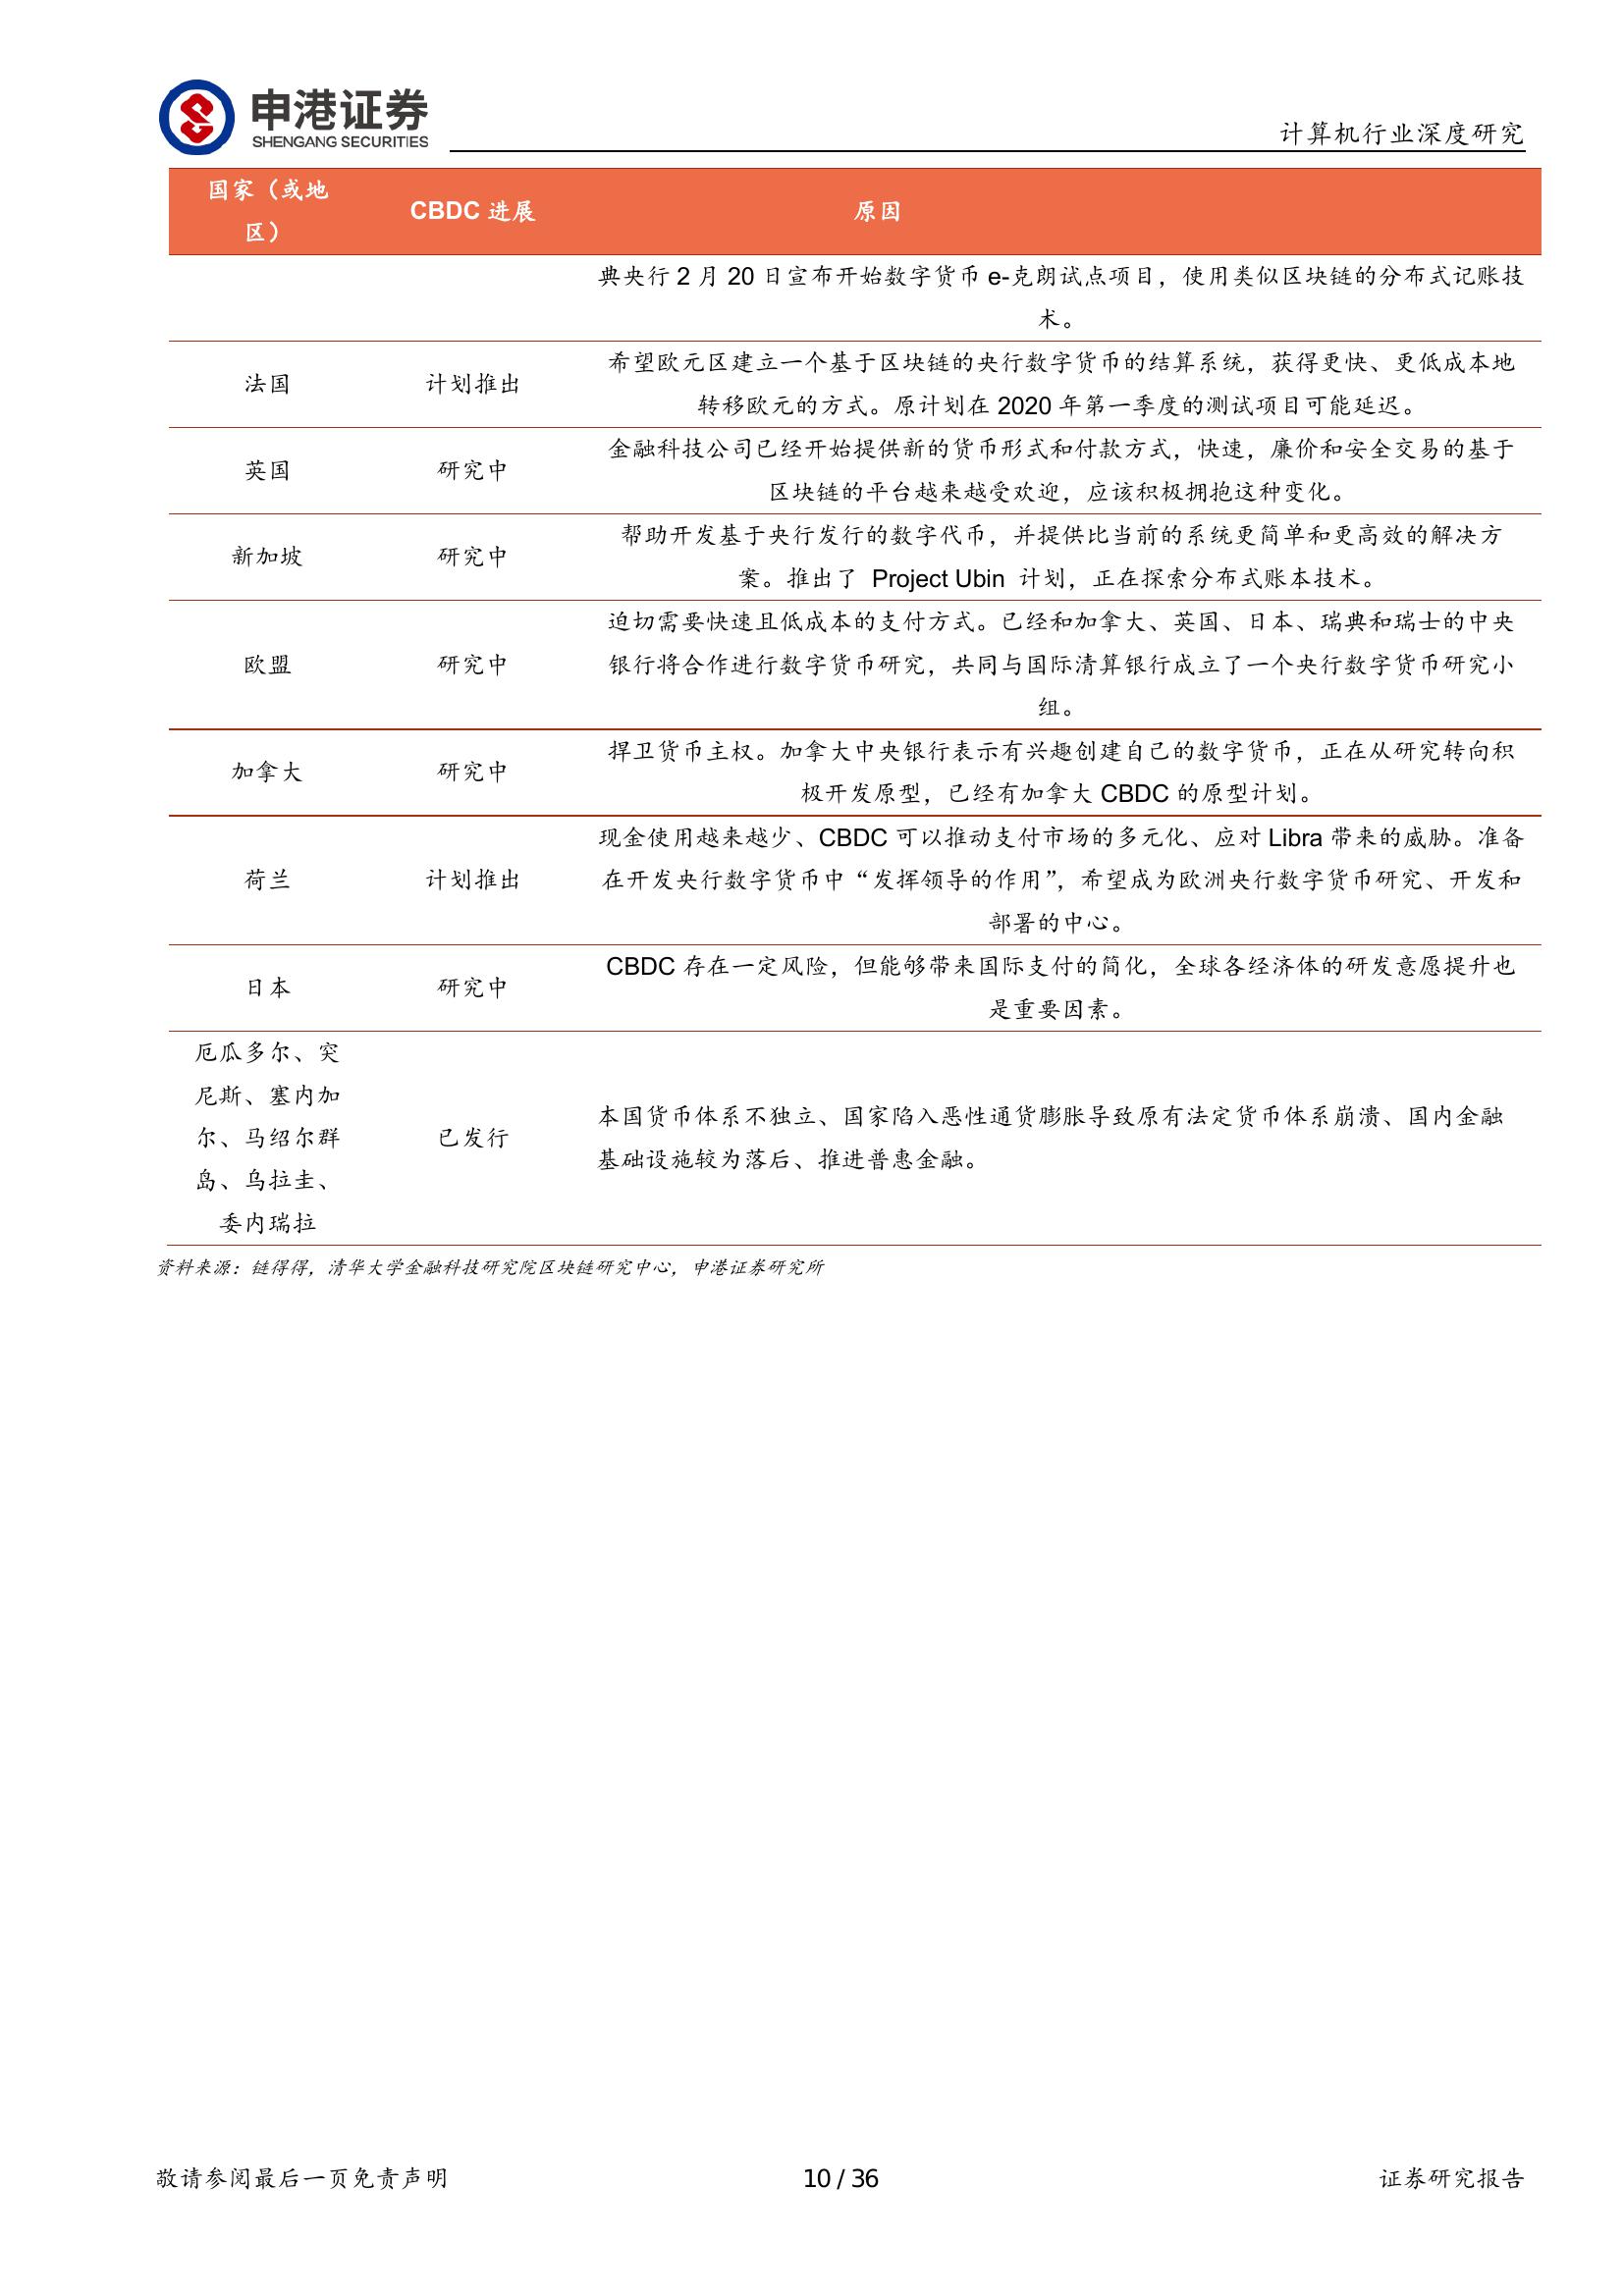 申港证券
SHENGANG SECURITIES
计算机行业深度研究
国家（或地
区）
CBDC 进展
原因
典央行 2 月 20 日宣布开始数字货币 e-克朗试点项目，使用类似区块链的分布式记账技
术。
法国
计划推出
希望欧元区建立一个基于区块链的央行数字货币的结算系统，获得更快、更低成本地
转移欧元的方式。原计划在 2020 年第一季度的测试项目可能延迟。
英国
研究中
金融科技公司已经开始提供新的货币形式和付款方式，快速，廉价和安全交易的基于
区块链的平台越来越受欢迎，应该积极拥抱这种变化。
新加坡
研究中
帮助开发基于央行发行的数字代币，并提供比当前的系统更简单和更高效的解决方
案。推出了 Project Ubin 计划，正在探索分布式账本技术。
欧盟
研究中
迫切需要快速且低成本的支付方式。已经和加拿大、英国、日本、瑞典和瑞士的中央
银行将合作进行数字货币研究，共同与国际清算银行成立了一个央行数字货币研究小
组。
加拿大
研究中
捍卫货币主权。加拿大中央银行表示有兴趣创建自己的数字货币，正在从研究转向积
极开发原型，已经有加拿大 CBDC 的原型计划。
荷兰
计划推出
现金使用越来越少、CBDC 可以推动支付市场的多元化、应对 Libra 带来的威胁。准备
在开发央行数字货币中“发挥领导的作用”，希望成为欧洲央行数字货币研究、开发和
部署的中心。
日本
研究中
CBDC 存在一定风险，但能够带来国际支付的简化，全球各经济体的研发意愿提升也
是重要因素。
厄瓜多尔、突
尼斯、塞内加
尔、马绍尔群
岛、乌拉圭、
委内瑞拉
已发行
本国货币体系不独立、国家陷入恶性通货膨胀导致原有法定货币体系崩溃、国内金融
基础设施较为落后、推进普惠金融。
资料来源：链得得，清华大学金融科技研究院区块链研究中心，申港证券研究所
敬请参阅最后一页免责声明
10 / 36
证券研究报告